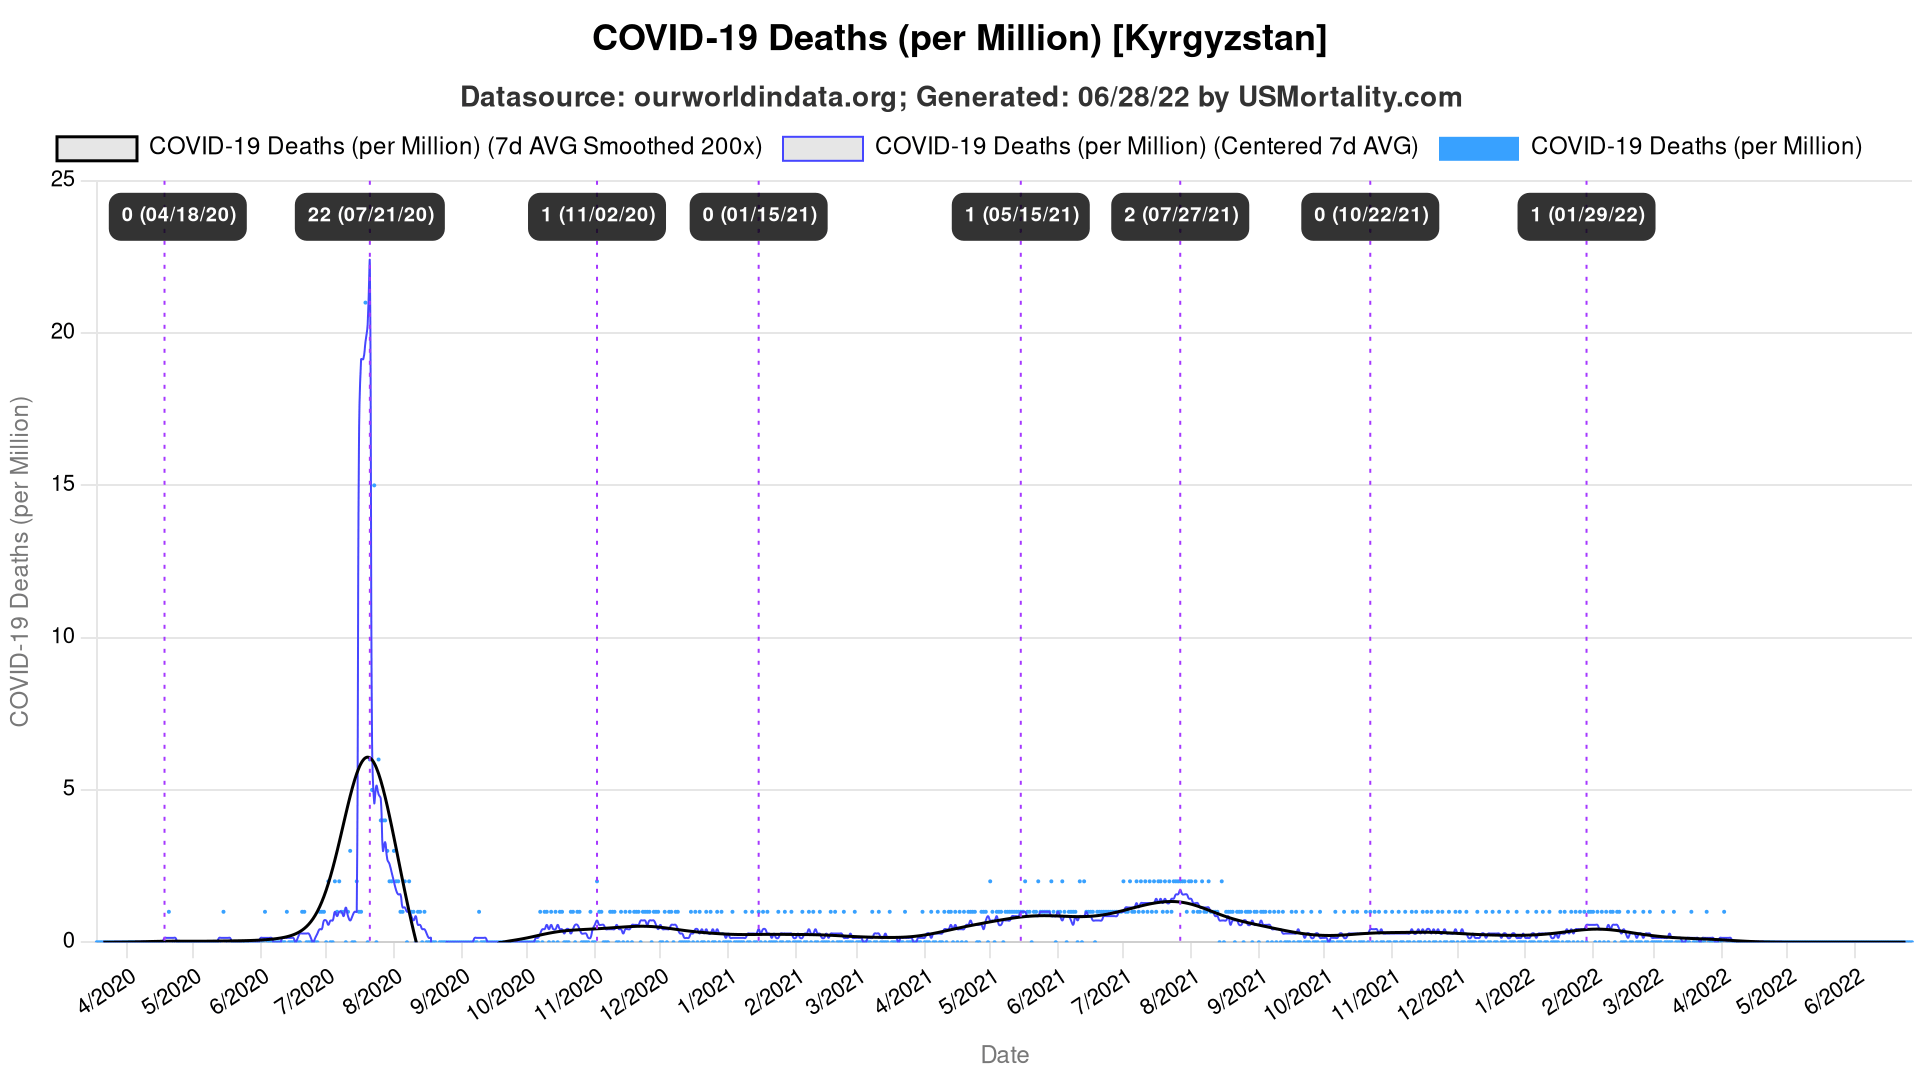 COVID-19 Deaths (per Million) [Kyrgyzstan]
Datasource: ourworldindata.org; Generated: 06/28/22 by USMortality.com
COVID-19 Deaths (per Million) (7d AVG Smoothed 200x) COVID-19 Deaths (per Million) (Centered 7d AVG) COVID-19 Deaths (per Million)
0 (04/18/20) 22 (07/21/20) 1 (11/02/20) 0 (01/15/21) 1 (05/15/21) 2 (07/27/21) 0 (10/22/21) 1 (01/29/22)
COVID-19 Deaths (per Million)
25
20
15
10
5
0
4/2020 5/2020 6/2020 7/2020 8/2020 9/2020 10/2020 11/2020 12/2020 1/2021 2/2021 3/2021 4/2021 5/2021 6/2021 7/2021 8/2021 9/2021 10/2021 11/2021 12/2021 1/2022 2/2022 3/2022 4/2022 5/2022 6/2022
Date